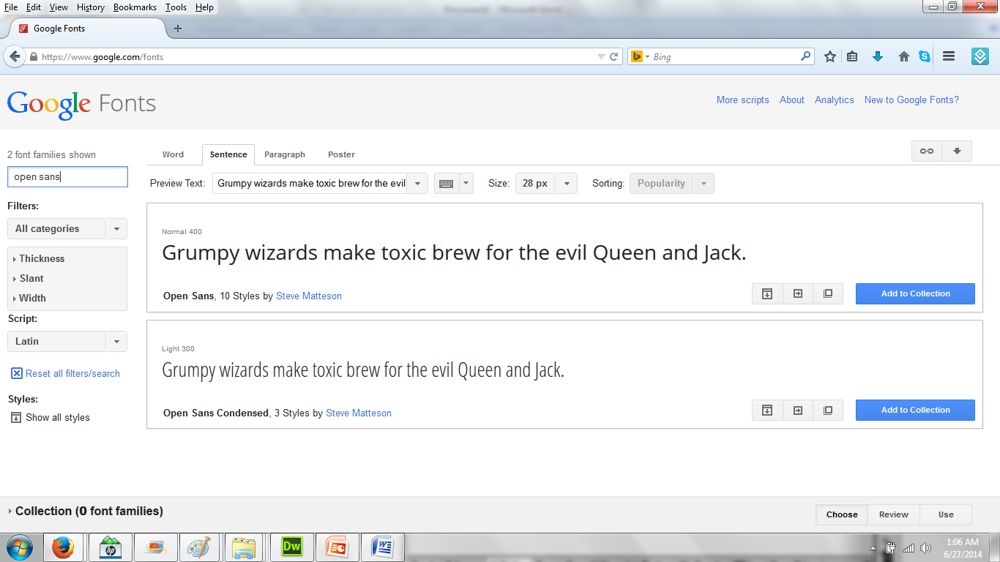 File Edit View History Bookmarks Tools Help
Google Fonts
https://www.google.com/fonts
Bing
Google Fonts
More scripts About Analytics New to Google Fonts?
2 font families shown
open sans
Filters:
All categories
Thickness
Slant
Width
Script:
Latin
Reset all filters/search
Styles:
Show all styles
Word Sentence Paragraph Poster
Preview Text: Grumpy wizards make toxic brew for the evil Size: 28 px Sorting: Popularity
Normal 400
Grumpy wizards make toxic brew for the evil Queen and Jack.
Open Sans, 10 Styles by Steve Matteson
Add to Collection
Light 300
Grumpy wizards make toxic brew for the evil Queen and Jack.
Open Sans Condensed, 3 Styles by Steve Matteson
Add to Collection
Collection (0 font families)
Choose Review Use
hp
Dw
P
W
1:06 AM
6/27/2014